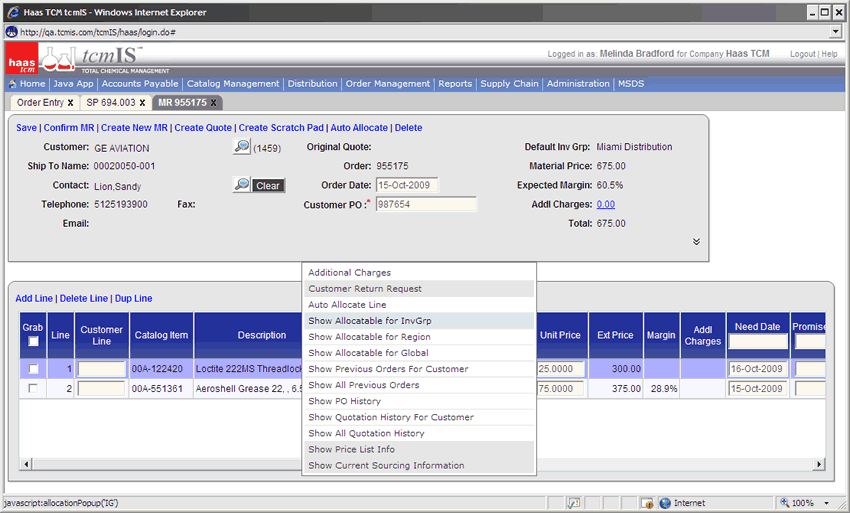 Haas TCM tcmIS - Windows Internet Explorer
http://qa.tcmis.com/tcmIS/haas/login.do#
haas tcm
tcmIS™
TOTAL CHEMICAL MANAGEMENT
Logged in as: Melinda Bradford for Company Haas TCM Logout | Help
Home | Java App | Accounts Payable | Catalog Management | Distribution | Order Management | Reports | Supply Chain | Administration | MSDS
Order Entry x SP 694.003 x MR 955175 x
Save | Confirm MR | Create New MR | Create Quote | Create Scratch Pad | Auto Allocate | Delete
Customer: GE AVIATION (1459) Original Quote: Default Inv Grp: Miami Distribution
Ship To Name: 00020050-001 Order: 955175 Material Price: 675.00
Contact: Lion,Sandy Clear Order Date: 15-Oct-2009 Expected Margin: 60.5%
Telephone: 5125193900 Fax: Customer PO :* 987654 Addl Charges: 0.00
Email: Total: 675.00
Additional Charges
Customer Return Request
Auto Allocate Line
Show Allocatable for InvGrp
Show Allocatable for Region
Show Allocatable for Global
Show Previous Orders For Customer
Show All Previous Orders
Show PO History
Show Quotation History For Customer
Show All Quotation History
Show Price List Info
Show Current Sourcing Information
Add Line | Delete Line | Dup Line
Grab Line Customer Line Catalog Item Description Unit Price Ext Price Margin Addl Charges Need Date Promise
1 00A-122420 Loctite 222MS Threadlock 25.0000 300.00 16-Oct-2009
2 00A-551361 Aeroshell Grease 22, , 6.5 75.0000 375.00 28.9% 15-Oct-2009
javascript:allocationPopup('IG') Internet 100%